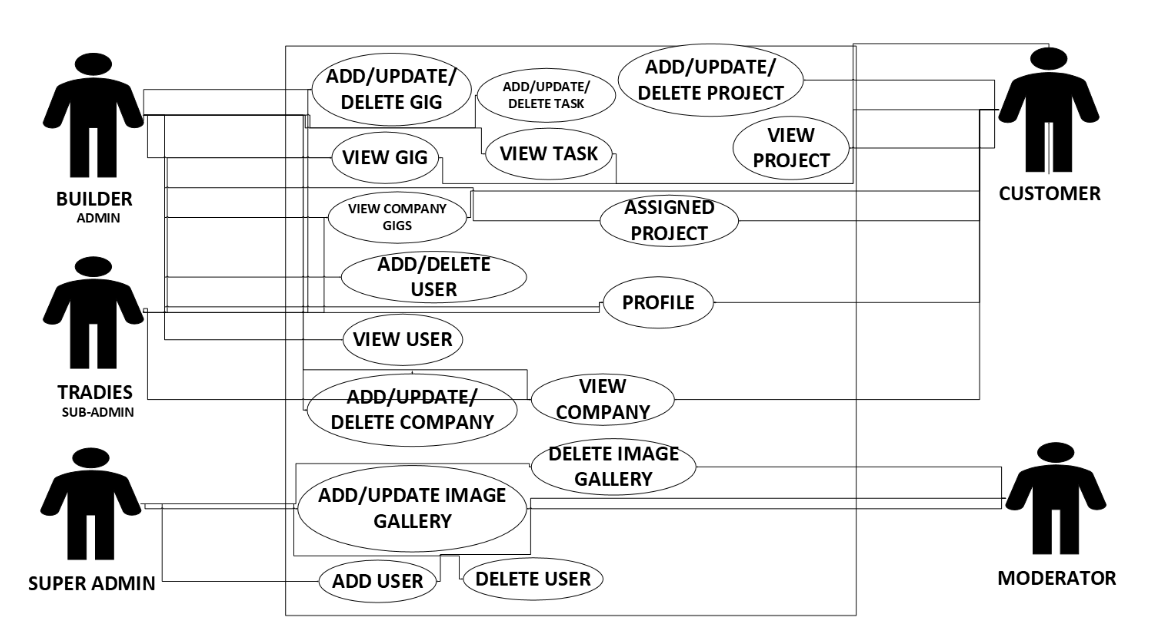 ADD/UPDATE/
DELETE GIG
ADD/UPDATE/
DELETE TASK
ADD/UPDATE/
DELETE PROJECT
VIEW GIG
VIEW TASK
VIEW
PROJECT
BUILDER
ADMIN
CUSTOMER
VIEW COMPANY
GIGS
ASSIGNED
PROJECT
ADD/DELETE
USER
PROFILE
VIEW USER
TRADIES
SUB-ADMIN
ADD/UPDATE/
DELETE COMPANY
VIEW
COMPANY
DELETE IMAGE
GALLERY
ADD/UPDATE IMAGE
GALLERY
SUPER ADMIN
ADD USER
DELETE USER
MODERATOR